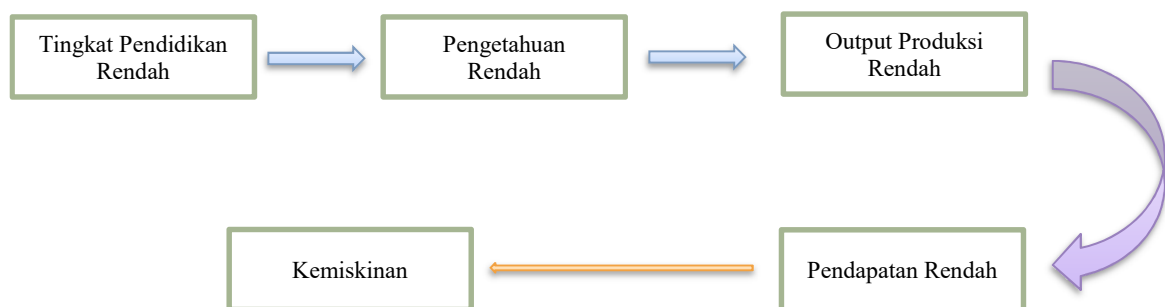 Tingkat Pendidikan
Rendah
Pengetahuan
Rendah
Output Produksi
Rendah
Pendapatan Rendah
Kemiskinan